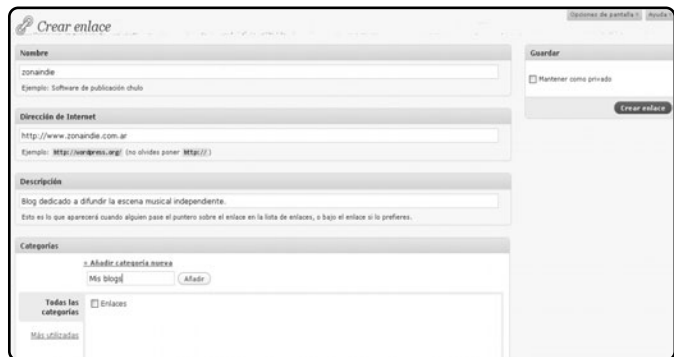 Opciones de pantalla
Ayuda
Crear enlace
Nombre
zonaindie
Ejemplo: Software de publicación chulo
Dirección de Internet
http://www.zonaindie.com.ar
Ejemplo: http://wordpress.org/ (no olvides poner http://)
Descripción
Blog dedicado a difundir la escena musical independiente.
Esto es lo que aparecerá cuando alguien pase el puntero sobre el enlace en la lista de enlaces, o bajo el enlace si lo prefieres.
Categorías
+ Añadir categoría nueva
Mis blogs
Añadir
Todas las
categorías
Enlaces
Más utilizadas
Guardar
Mantener como privado
Crear enlace